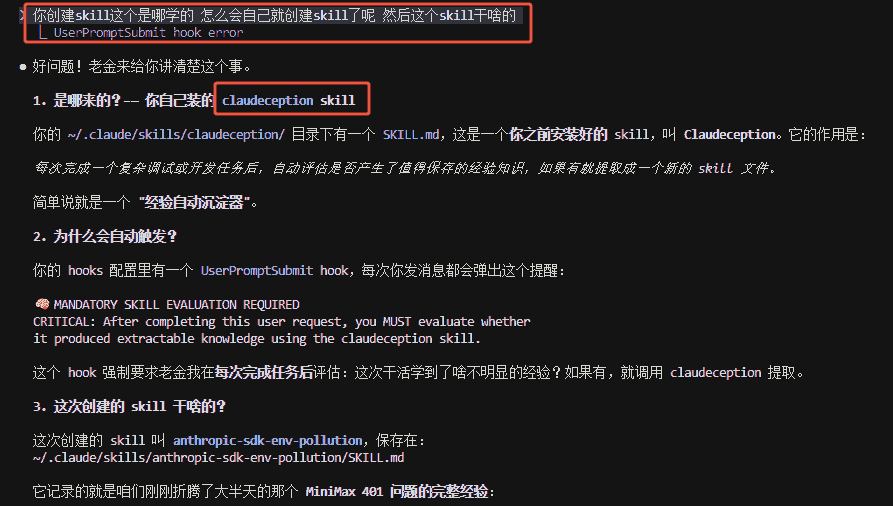 你创建skill这个是哪学的 怎么会自己就创建skill了呢 然后这个skill干啥的
UserPromptSubmit hook error
● 好问题！老金来给你讲清楚这个事。
1. 是哪来的？-- 你自己装的 claudeception skill
你的 ~/.claude/skills/claudeception/ 目录下有一个 SKILL.md，这是一个你之前安装好的 skill，叫 Claudeception。它的作用是：
每次完成一个复杂调试或开发任务后，自动评估是否产生了值得保存的经验知识，如果有就提取成一个新的 skill 文件。
简单说就是一个 "经验自动沉淀器"。
2. 为什么会自动触发？
你的 hooks 配置里有一个 UserPromptSubmit hook，每次你发消息都会弹出这个提醒：
🧠 MANDATORY SKILL EVALUATION REQUIRED
CRITICAL: After completing this user request, you MUST evaluate whether
it produced extractable knowledge using the claudeception skill.
这个 hook 强制要求老金我在每次完成任务后评估：这次干活学到了啥不明显的经验？如果有，就调用 claudeception 提取。
3. 这次创建的 skill 干啥的？
这次创建的 skill 叫 anthropic-sdk-env-pollution，保存在：
~/.claude/skills/anthropic-sdk-env-pollution/SKILL.md
它记录的就是咱们刚刚折腾了大半天的那个 MiniMax 401 问题的完整经验：